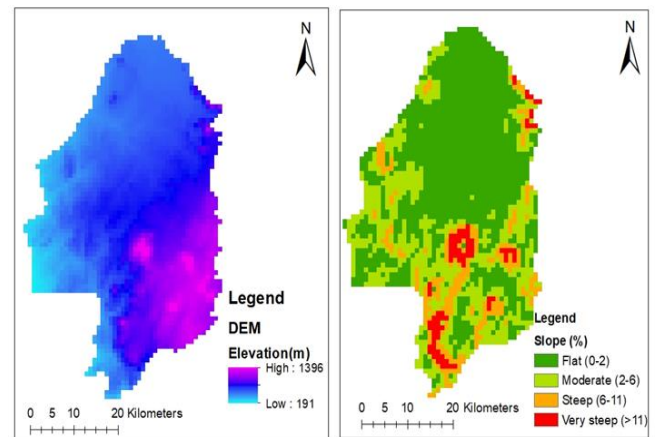 N
Legend
DEM
Elevation(m)
High : 1396
Low : 191
0 5 10 20 Kilometers
N
Legend
Slope (%)
Flat (0-2)
Moderate (2-6)
Steep (6-11)
Very steep (>11)
0 5 10 20 Kilometers